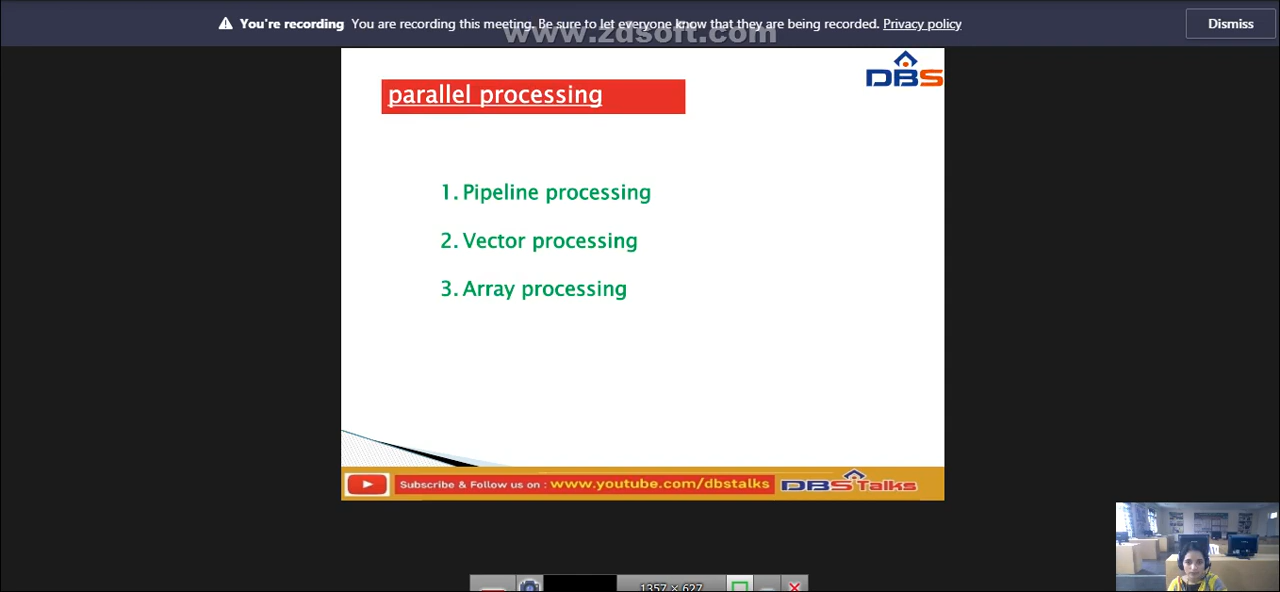 You're recording You are recording this meeting. Be sure to let everyone know that they are being recorded. Privacy policy
Dismiss
www.zdsoft.com
DBS
parallel processing
1. Pipeline processing
2. Vector processing
3. Array processing
Subscribe & Follow us on : www.youtube.com/dbstalks DBS Talks
1357 × 627